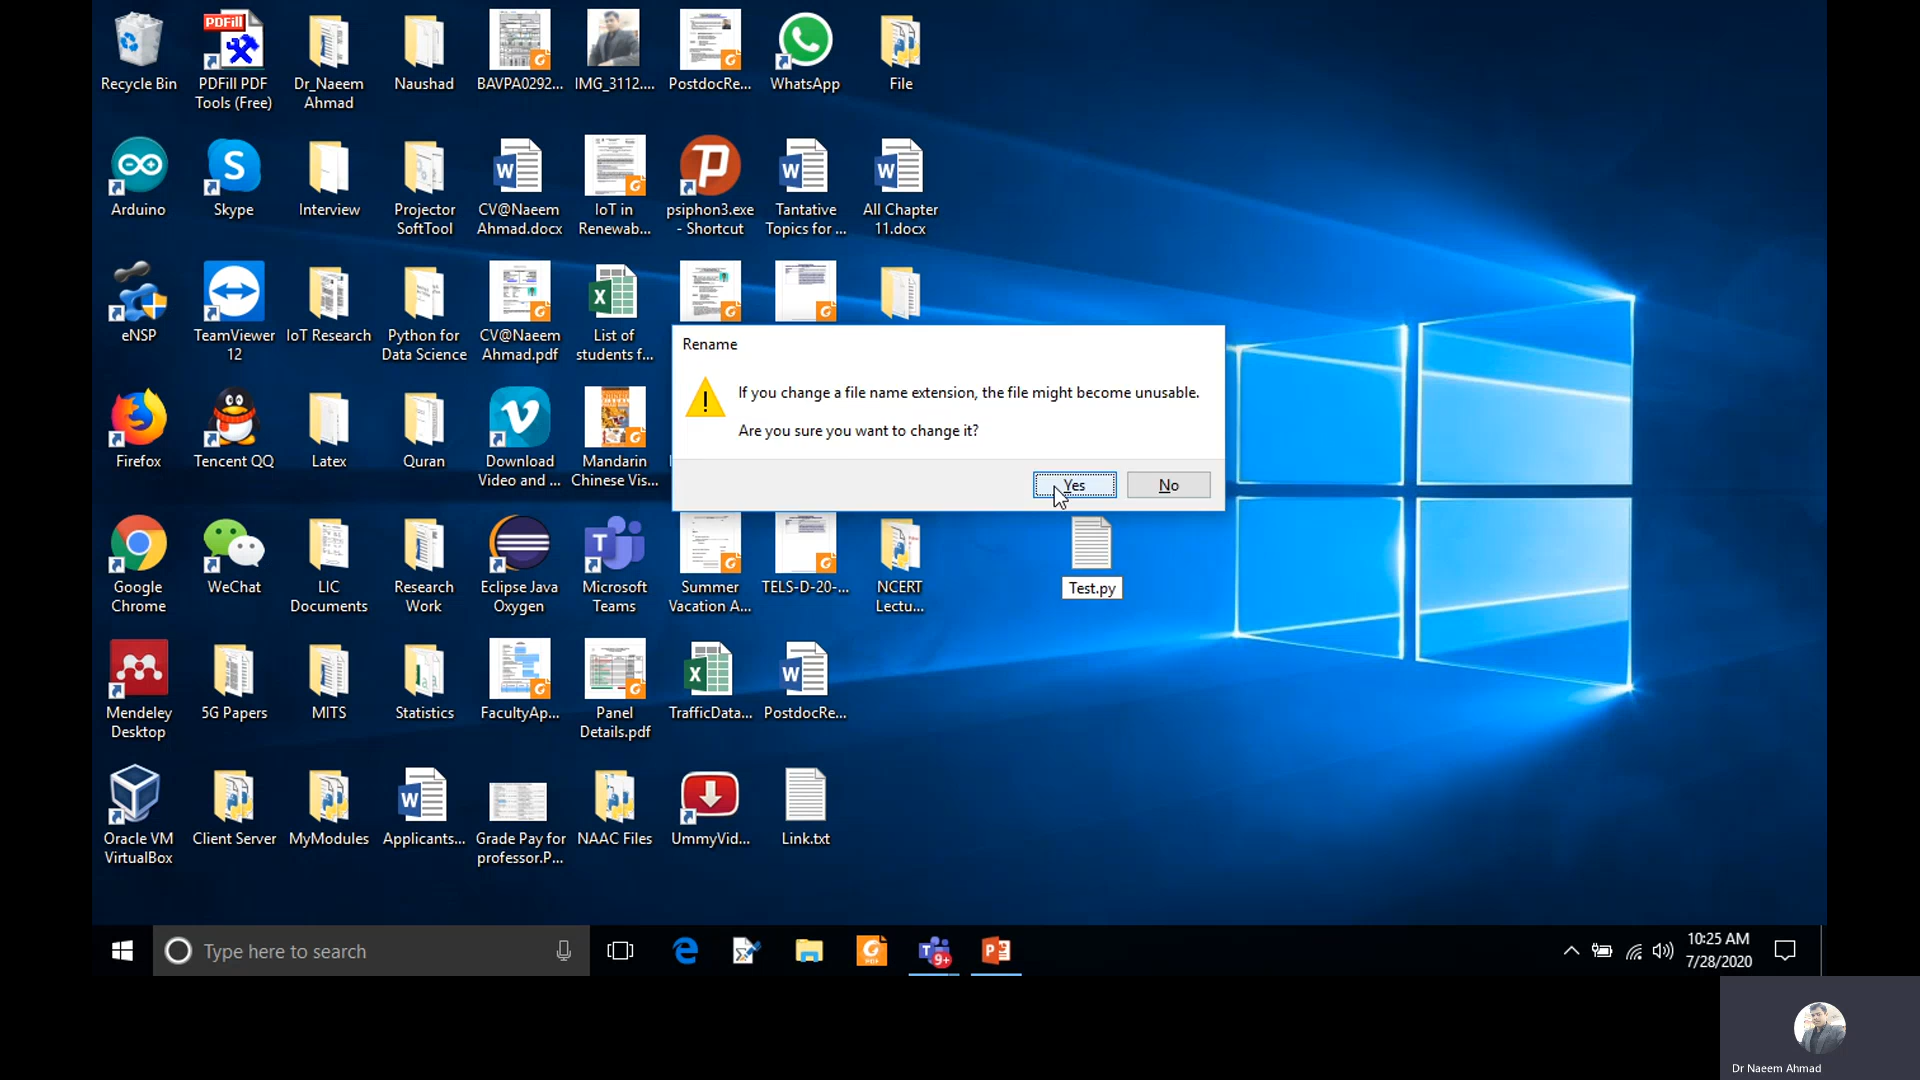 Recycle Bin
PDFill
PDFill PDF
Tools (Free)
Dr_Naeem
Ahmad
Naushad
BAVPA0292...
IMG_3112....
PostdocRe...
WhatsApp
File
Arduino
Skype
Interview
Projector
SoftTool
CV@Naeem
Ahmad.docx
IoT in
Renewab...
psiphon3.exe
- Shortcut
Tantative
Topics for ...
All Chapter
11.docx
eNSP
TeamViewer
12
IoT Research
Python for
Data Science
CV@Naeem
Ahmad.pdf
List of
students f...
Rename
If you change a file name extension, the file might become unusable.
Are you sure you want to change it?
Yes
No
Firefox
Tencent QQ
Latex
Quran
Download
Video and ...
Mandarin
Chinese Vis...
Google
Chrome
WeChat
LIC
Documents
Research
Work
Eclipse Java
Oxygen
Microsoft
Teams
Summer
Vacation A...
TELS-D-20-...
NCERT
Lectu...
Test.py
Mendeley
Desktop
5G Papers
MITS
Statistics
FacultyAp...
Panel
Details.pdf
TrafficData...
PostdocRe...
Oracle VM
VirtualBox
Client Server
MyModules
Applicants...
Grade Pay for
professor.P...
NAAC Files
UmmyVid...
Link.txt
Type here to search
9+
10:25 AM
7/28/2020
Dr Naeem Ahmad